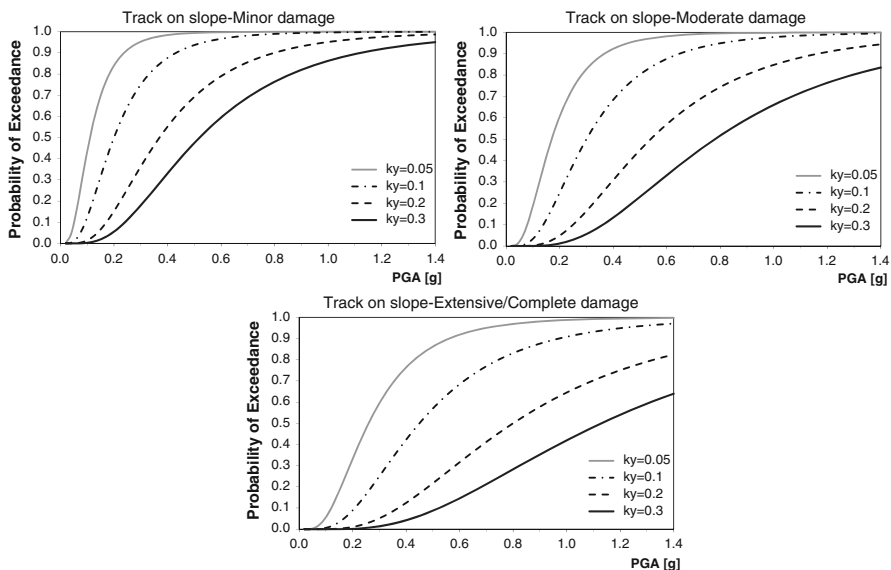 Track on slope-Minor damage
Probability of Exceedance
1.0
0.9
0.8
0.7
0.6
0.5
0.4
0.3
0.2
0.1
0.0
ky=0.05
ky=0.1
ky=0.2
ky=0.3
0.0 0.2 0.4 0.6 0.8 1.0 1.2 1.4
PGA [g]
Track on slope-Moderate damage
Probability of Exceedance
1.0
0.9
0.8
0.7
0.6
0.5
0.4
0.3
0.2
0.1
0.0
ky=0.05
ky=0.1
ky=0.2
ky=0.3
0.0 0.2 0.4 0.6 0.8 1.0 1.2 1.4
PGA [g]
Track on slope-Extensive/Complete damage
Probability of Exceedance
1.0
0.9
0.8
0.7
0.6
0.5
0.4
0.3
0.2
0.1
0.0
ky=0.05
ky=0.1
ky=0.2
ky=0.3
0.0 0.2 0.4 0.6 0.8 1.0 1.2 1.4
PGA [g]